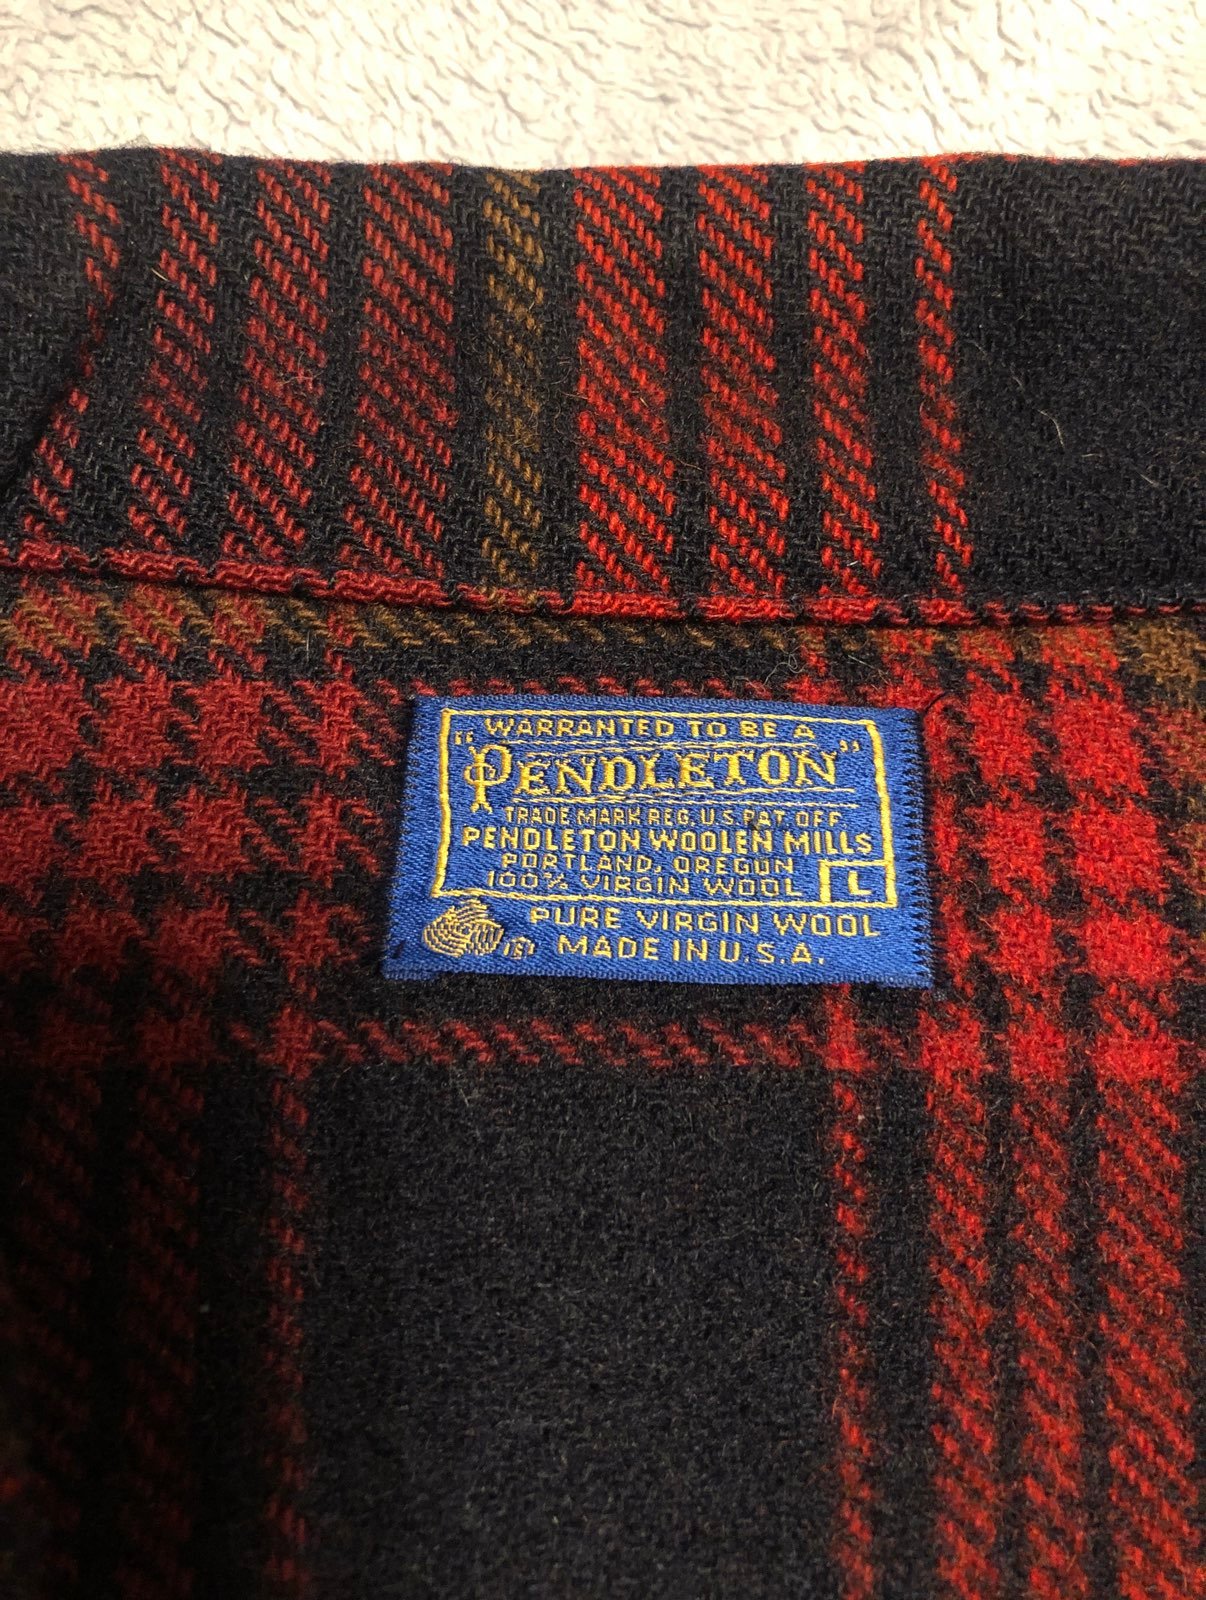 WARRANTED TO BE A
"PENDLETON"
TRADE MARK REG. U.S. PAT. OFF
PENDLETON WOOLEN MILLS
PORTLAND, OREGON
100% VIRGIN WOOL L
PURE VIRGIN WOOL
MADE IN U.S.A.